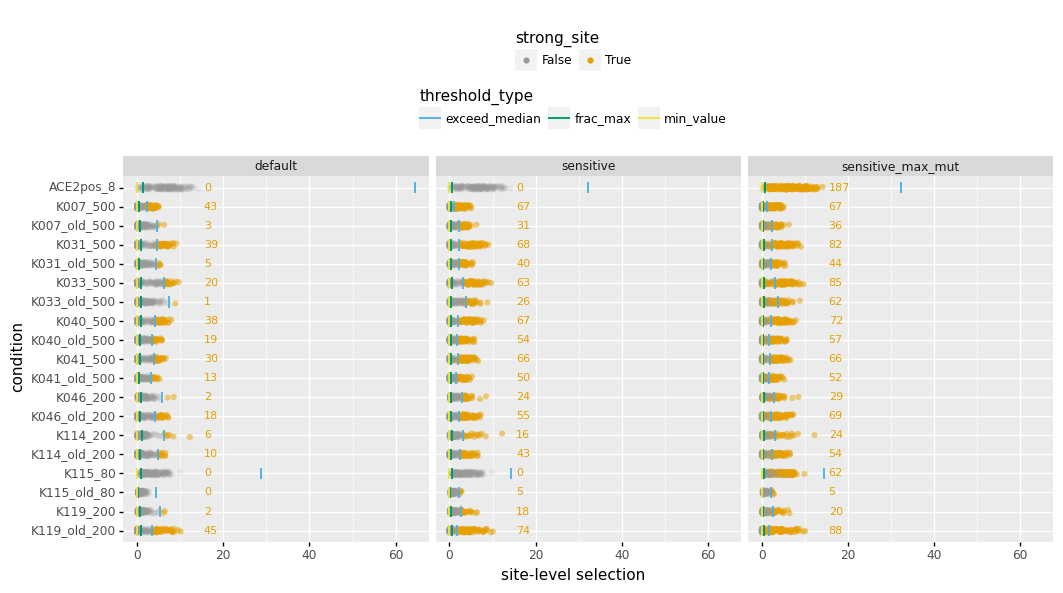 strong_site
False True
threshold_type
exceed_median frac_max min_value
default sensitive sensitive_max_mut
condition
ACE2pos_8 0 0 187
K007_500 43 67 67
K007_old_500 3 31 36
K031_500 39 68 82
K031_old_500 5 40 44
K033_500 20 63 85
K033_old_500 1 26 62
K040_500 38 67 72
K040_old_500 19 54 57
K041_500 30 66 66
K041_old_500 13 50 52
K046_200 2 24 29
K046_old_200 18 55 69
K114_200 6 16 24
K114_old_200 10 43 54
K115_80 0 0 62
K115_old_80 0 5 5
K119_200 2 18 20
K119_old_200 45 74 88
0 20 40 60 0 20 40 60 0 20 40 60
site-level selection